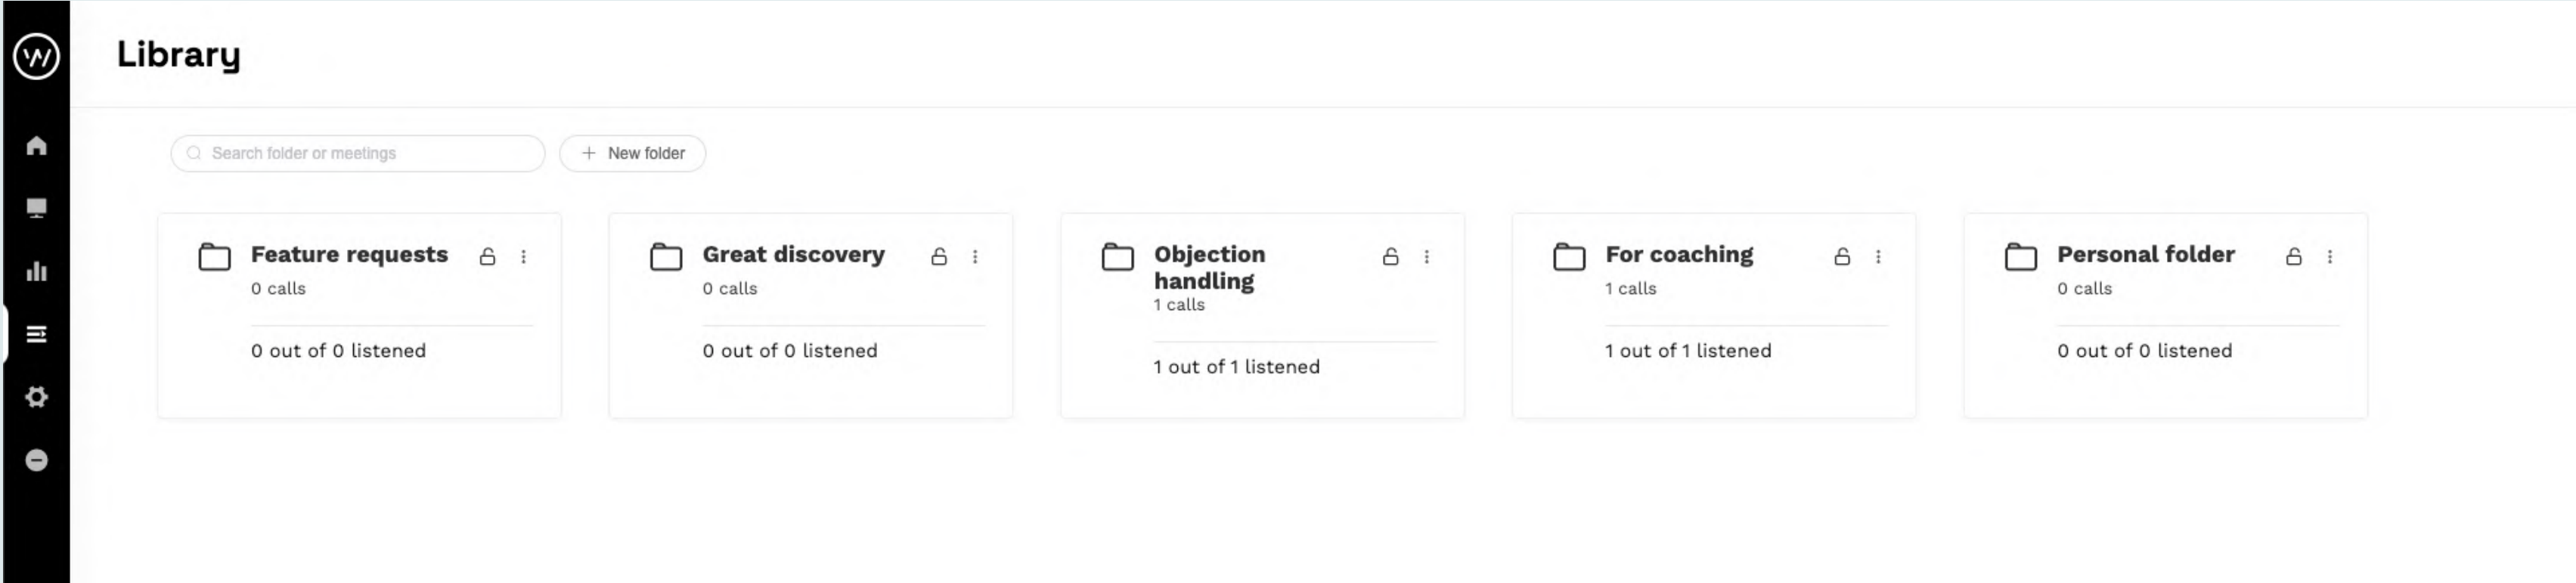 Library
Search folder or meetings
New folder
Feature requests
0 calls
0 out of 0 listened
Great discovery
0 calls
0 out of 0 listened
Objection
handling
1 calls
1 out of 1 listened
For coaching
1 calls
1 out of 1 listened
Personal folder
0 calls
0 out of 0 listened